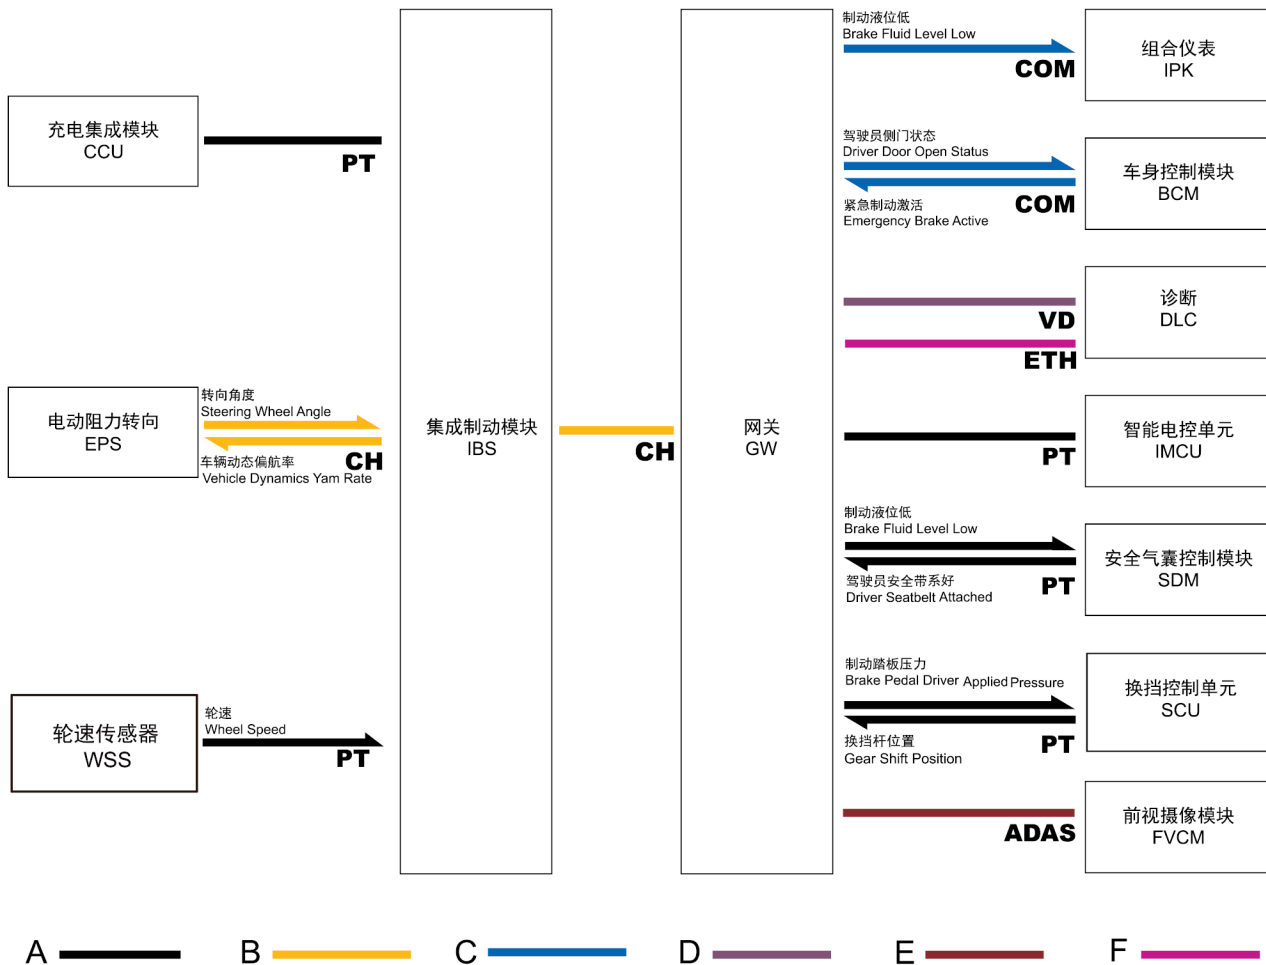 充电集成模块
CCU
PT
电动阻力转向
EPS
转向角度
Steering Wheel Angle
车辆动态偏航率
Vehicle Dynamics Yam Rate
CH
轮速传感器
WSS
轮速
Wheel Speed
PT
集成制动模块
IBS
CH
网关
GW
制动液位低
Brake Fluid Level Low
COM
组合仪表
IPK
驾驶员侧门状态
Driver Door Open Status
紧急制动激活
Emergency Brake Active
COM
车身控制模块
BCM
VD
ETH
诊断
DLC
PT
智能电控单元
IMCU
制动液位低
Brake Fluid Level Low
驾驶员安全带系好
Driver Seatbelt Attached
PT
安全气囊控制模块
SDM
制动踏板压力
Brake Pedal Driver Applied Pressure
换挡杆位置
Gear Shift Position
PT
换挡控制单元
SCU
ADAS
前视摄像模块
FVCM
A
B
C
D
E
F